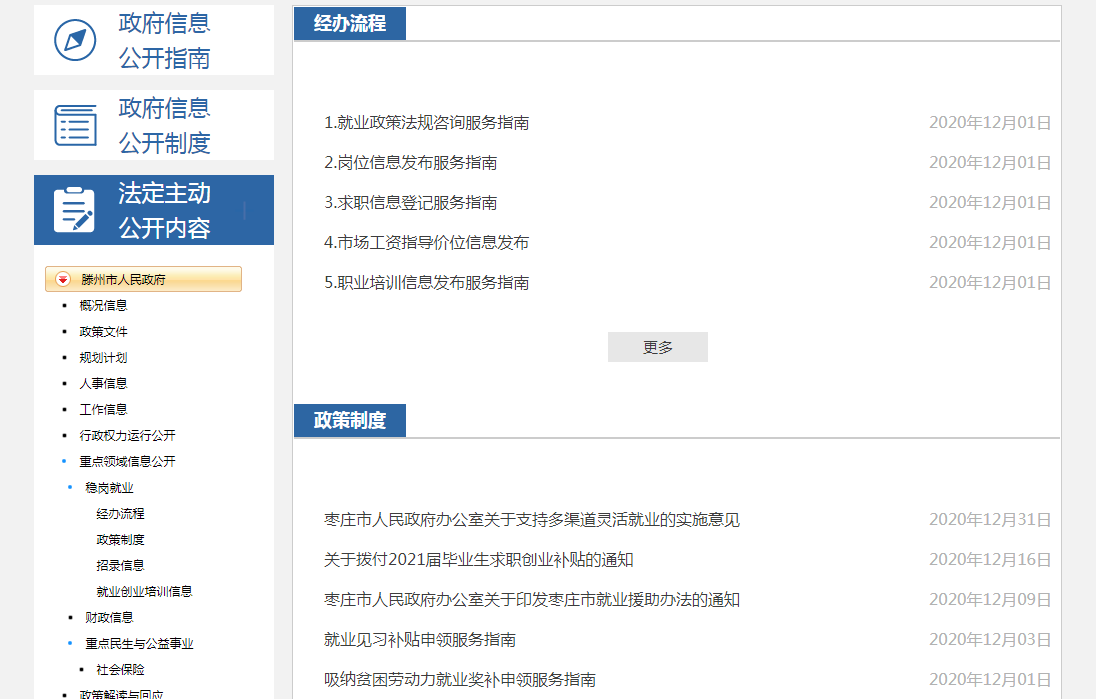 政府信息
公开指南
政府信息
公开制度
法定主动
公开内容
滕州市人民政府
概况信息
政策文件
规划计划
人事信息
工作信息
行政权力运行公开
重点领域信息公开
稳岗就业
经办流程
政策制度
招录信息
就业创业培训信息
财政信息
重点民生与公益事业
社会保险
政策解读与回应
经办流程
1.就业政策法规咨询服务指南 2020年12月01日
2.岗位信息发布服务指南 2020年12月01日
3.求职信息登记服务指南 2020年12月01日
4.市场工资指导价位信息发布 2020年12月01日
5.职业培训信息发布服务指南 2020年12月01日
更多
政策制度
枣庄市人民政府办公室关于支持多渠道灵活就业的实施意见 2020年12月31日
关于拨付2021届毕业生求职创业补贴的通知 2020年12月16日
枣庄市人民政府办公室关于印发枣庄市就业援助办法的通知 2020年12月09日
就业见习补贴申领服务指南 2020年12月03日
吸纳贫困劳动力就业奖补申领服务指南 2020年12月01日